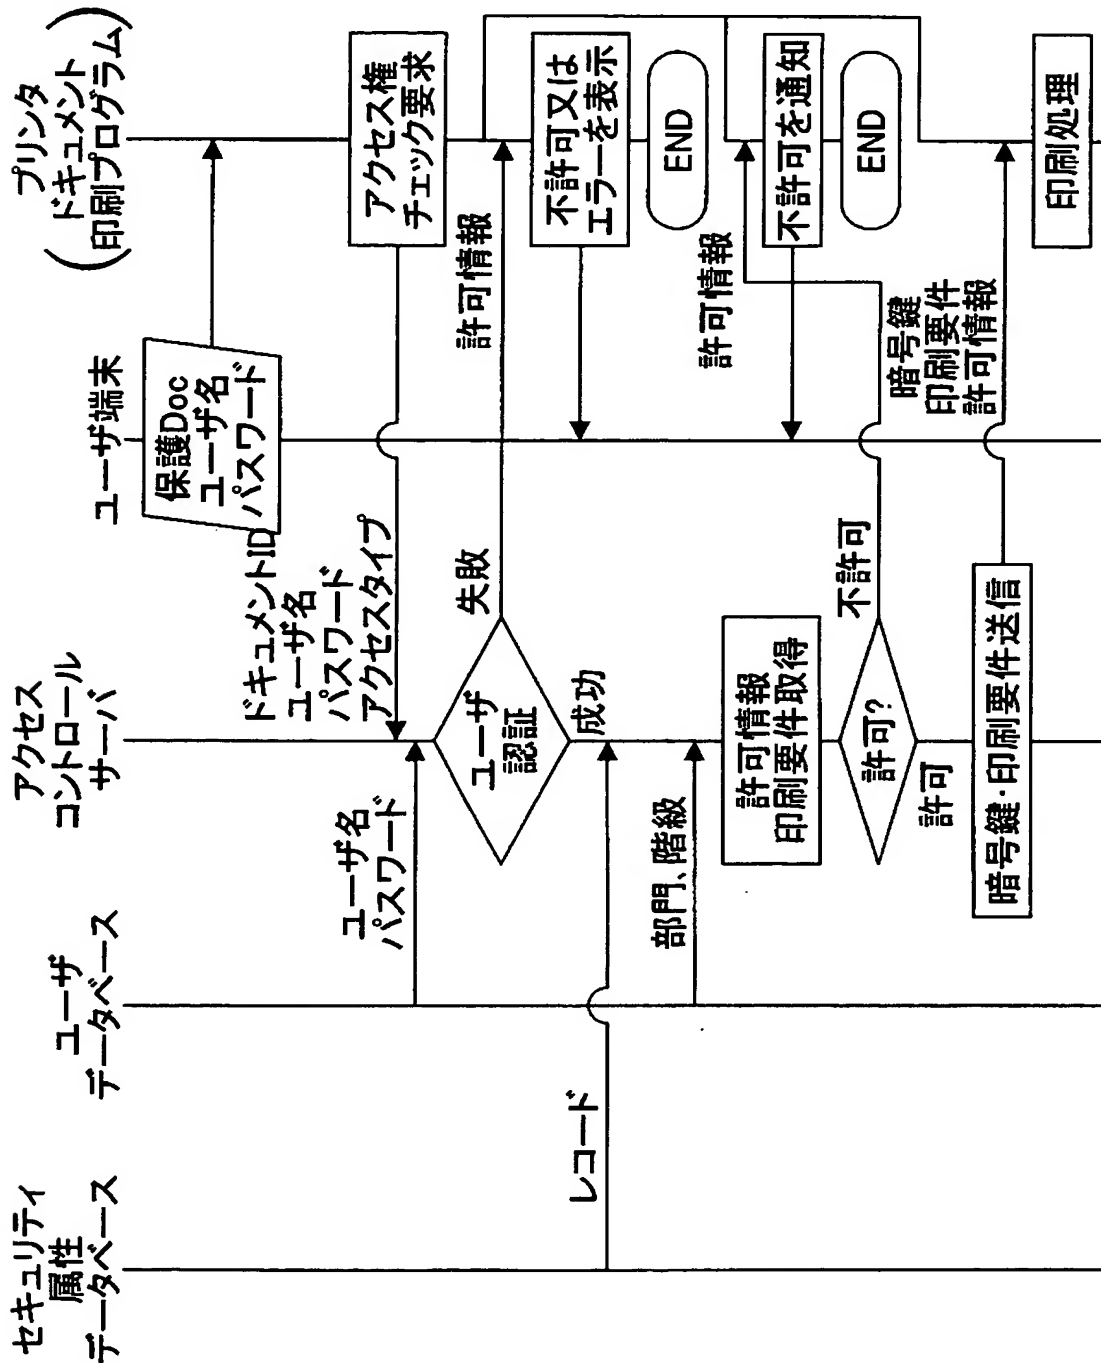 セキュリティ
属性
データベース
ユーザ
データベース
アクセス
コントロール
サーバ
ユーザ端末
プリンタ
ドキュメント
印刷プログラム
保護Doc
ユーザ名
パスワード
アクセス権
チェック要求
ドキュメントID
ユーザ名
パスワード
アクセスタイプ
ユーザ名
パスワード
ユーザ
認証
失敗
許可情報
成功
不許可又は
エラーを表示
END
レコード
部門、階級
許可情報
印刷要件取得
許可?
不許可
許可情報
不許可を通知
END
許可
暗号鍵・印刷要件送信
暗号鍵
印刷要件
許可情報
印刷処理